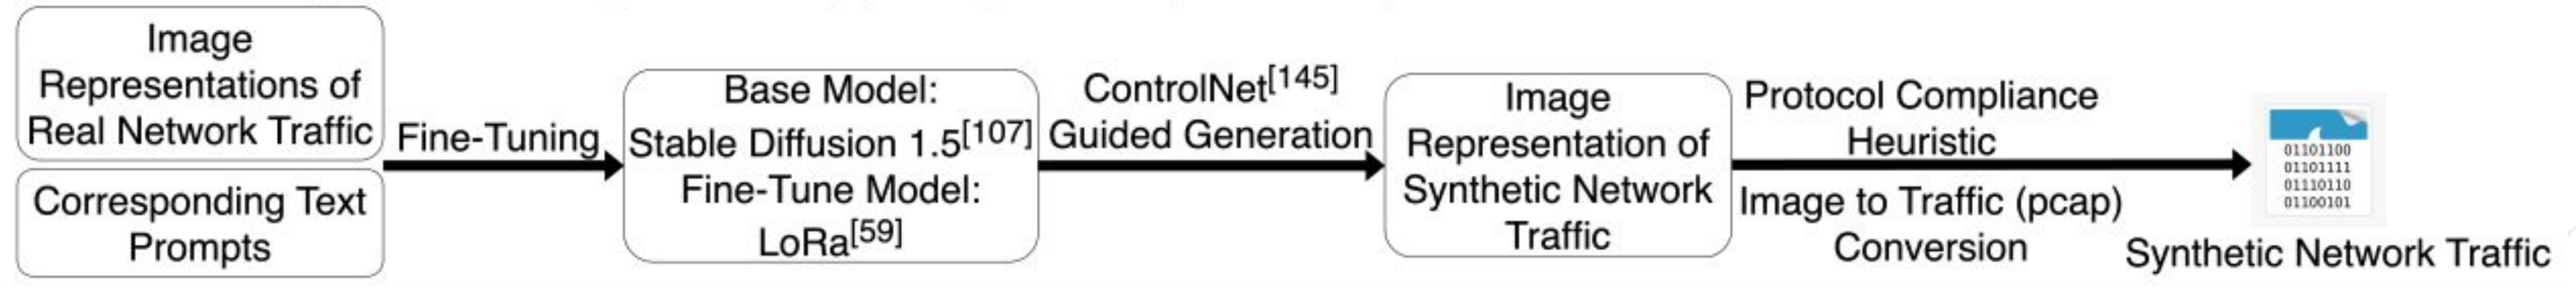 Image
Representations of
Real Network Traffic
Corresponding Text
Prompts
Fine-Tuning
Base Model:
Stable Diffusion 1.5[107]
Fine-Tune Model:
LoRa[59]
ControlNet[145]
Guided Generation
Image
Representation of
Synthetic Network
Traffic
Protocol Compliance
Heuristic
Image to Traffic (pcap)
Conversion
01101100
01101111
01110110
01100101
Synthetic Network Traffic